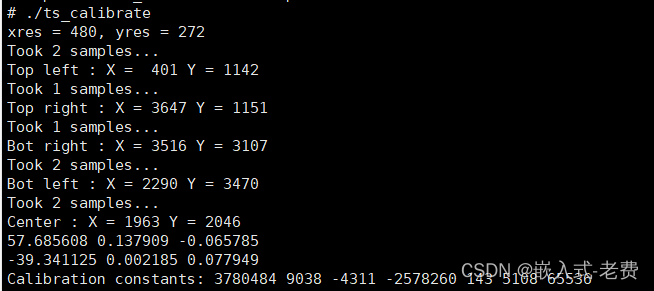 # ./ts_calibrate
xres = 480, yres = 272
Took 2 samples...
Top left : X =  401 Y = 1142
Took 1 samples...
Top right : X = 3647 Y = 1151
Took 1 samples...
Bot right : X = 3516 Y = 3107
Took 2 samples...
Bot left : X = 2290 Y = 3470
Took 2 samples...
Center : X = 1963 Y = 2046
57.685608 0.137909 -0.065785
-39.341125 0.002185 0.077949
Calibration constants: 3780484 9038 -4311 -2578260 143 5108 65536
CSDN @嵌入式-老费